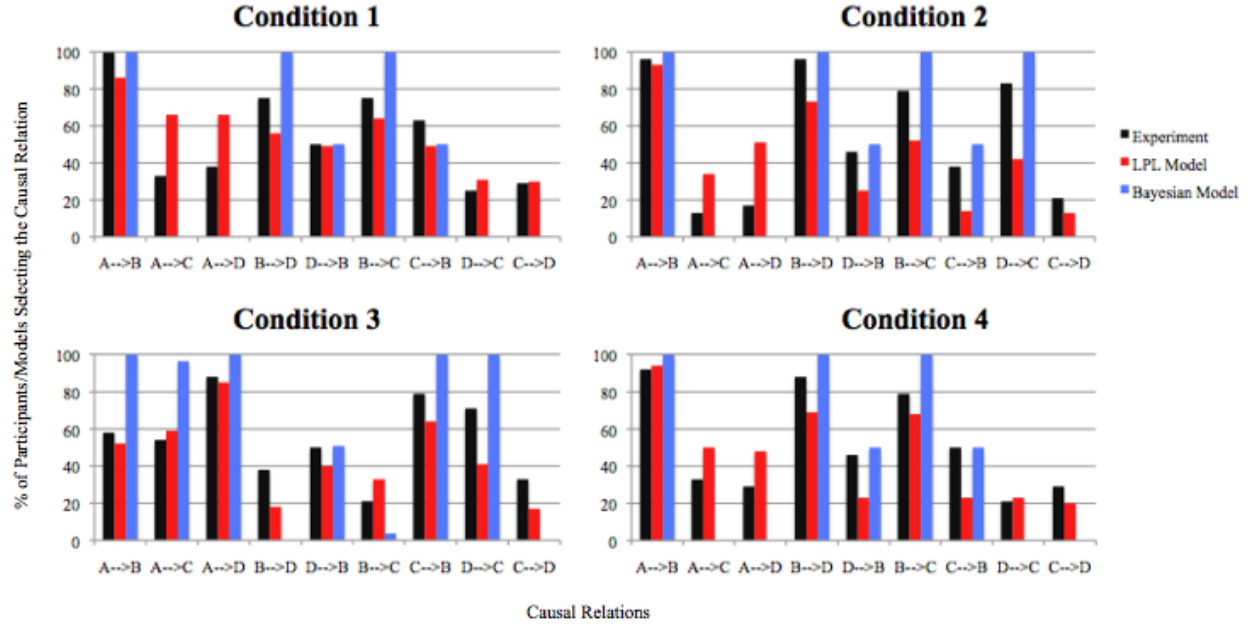 Condition 1
Condition 2
% of Participants/Models Selecting the Causal Relation
100
80
60
40
20
0
A-->B A-->C A-->D B-->D D-->B B-->C C-->B D-->C C-->D
100
80
60
40
20
0
A-->B A-->C A-->D B-->D D-->B B-->C C-->B D-->C C-->D
Experiment
LPL Model
Bayesian Model
Condition 3
Condition 4
100
80
60
40
20
0
A-->B A-->C A-->D B-->D D-->B B-->C C-->B D-->C C-->D
100
80
60
40
20
0
A-->B A-->C A-->D B-->D D-->B B-->C C-->B D-->C C-->D
Causal Relations